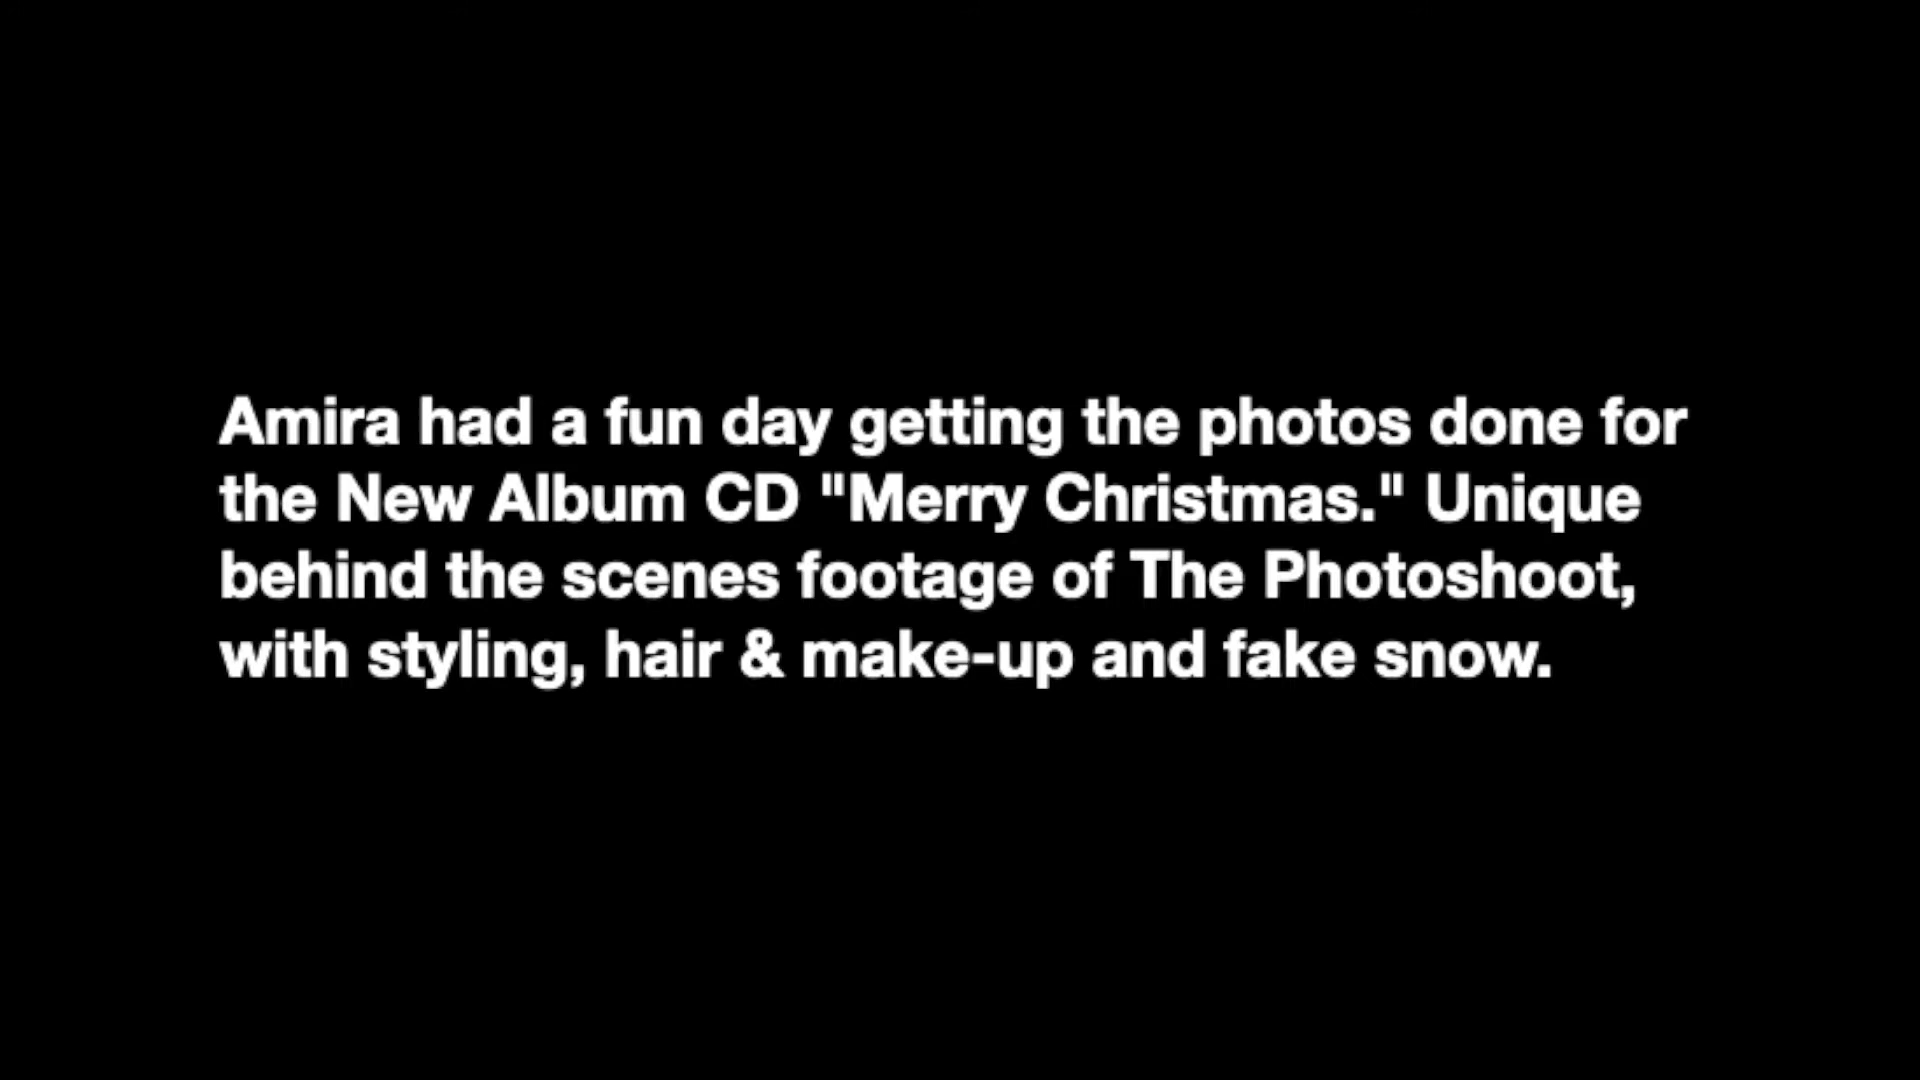 Amira had a fun day getting the photos done for
the New Album CD "Merry Christmas." Unique
behind the scenes footage of The Photoshoot,
with styling, hair & make-up and fake snow.